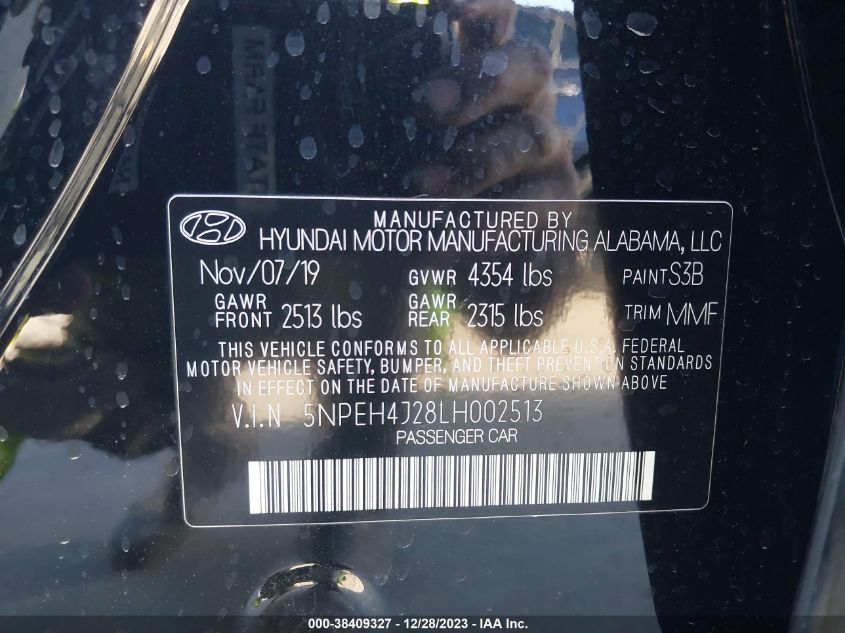 MANUFACTURED BY
HYUNDAI MOTOR MANUFACTURING ALABAMA, LLC
Nov/07/19 GVWR 4354 lbs PAINT S3B
GAWR FRONT 2513 lbs GAWR REAR 2315 lbs TRIM MMF
THIS VEHICLE CONFORMS TO ALL APPLICABLE U.S.A. FEDERAL
MOTOR VEHICLE SAFETY, BUMPER, AND THEFT PREVENTION STANDARDS
IN EFFECT ON THE DATE OF MANUFACTURE SHOWN ABOVE
V.I.N 5NPEH4J28LH002513
PASSENGER CAR
000-38409327 - 12/28/2023 - IAA Inc.